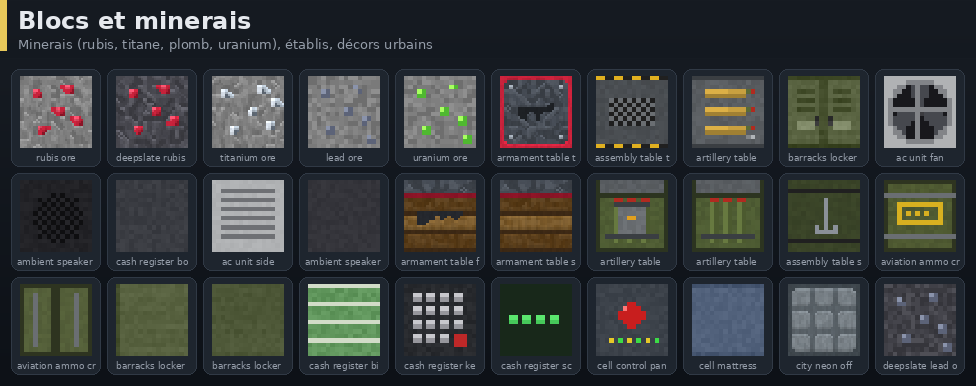 Blocs et minerais
Minerais (rubis, titane, plomb, uranium), établis, décors urbains
rubis ore deepslate rubis titanium ore lead ore uranium ore armament table t assembly table t artillery table barracks locker ac unit fan
ambient speaker cash register bo ac unit side ambient speaker armament table f armament table s artillery table artillery table assembly table s aviation ammo cr
aviation ammo cr barracks locker barracks locker cash register bi cash register ke cash register sc cell control pan cell mattress city neon off deepslate lead o